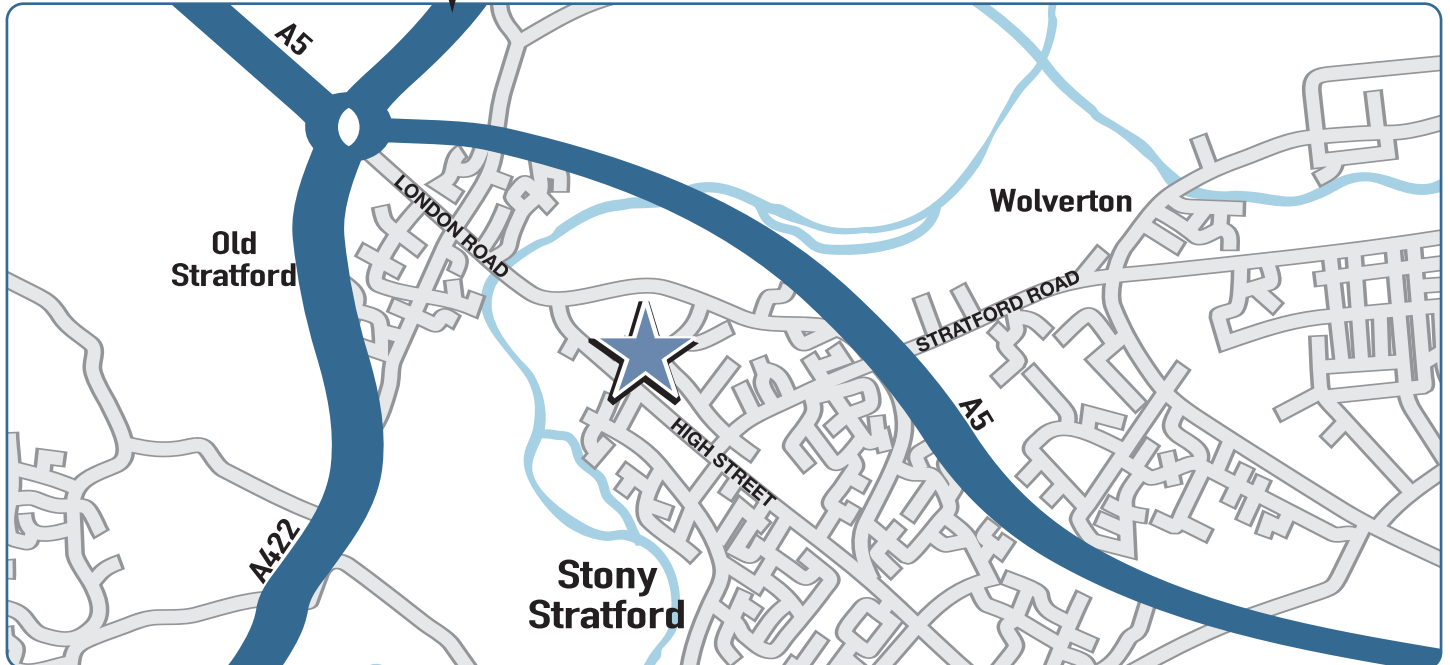 A5
LONDON ROAD
Wolverton
Old
Stratford
STRATFORD ROAD
A5
HIGH STREET
A422
Stony
Stratford